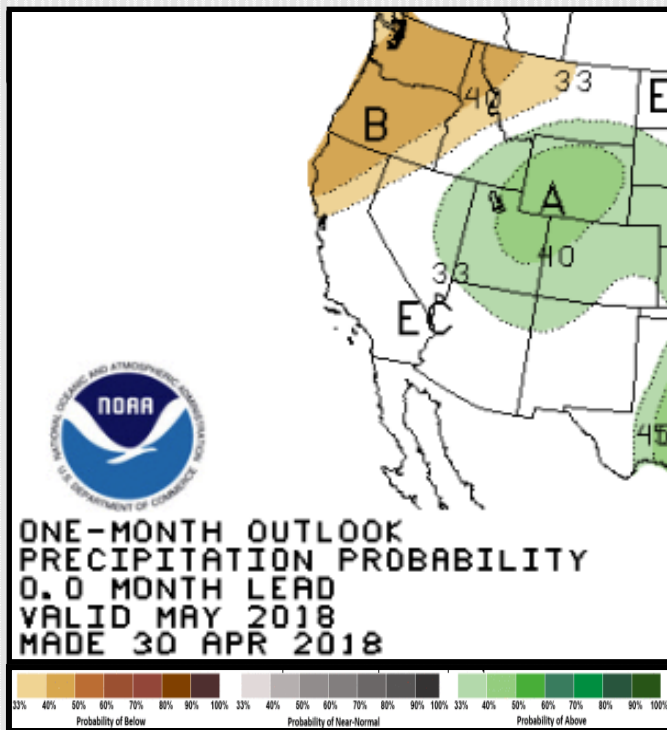 33
40
B
E
A
40
33
EC
45
NATIONAL OCEANIC AND ATMOSPHERIC ADMINISTRATION
NOAA
U.S. DEPARTMENT OF COMMERCE
ONE-MONTH OUTLOOK
PRECIPITATION PROBABILITY
0.0 MONTH LEAD
VALID MAY 2018
MADE 30 APR 2018
33% 40% 50% 60% 70% 80% 90% 100% 33% 40% 50% 60% 70% 80% 90% 100% 33% 40% 50% 60% 70% 80% 90% 100%
Probability of Below Probability of Near-Normal Probability of Above